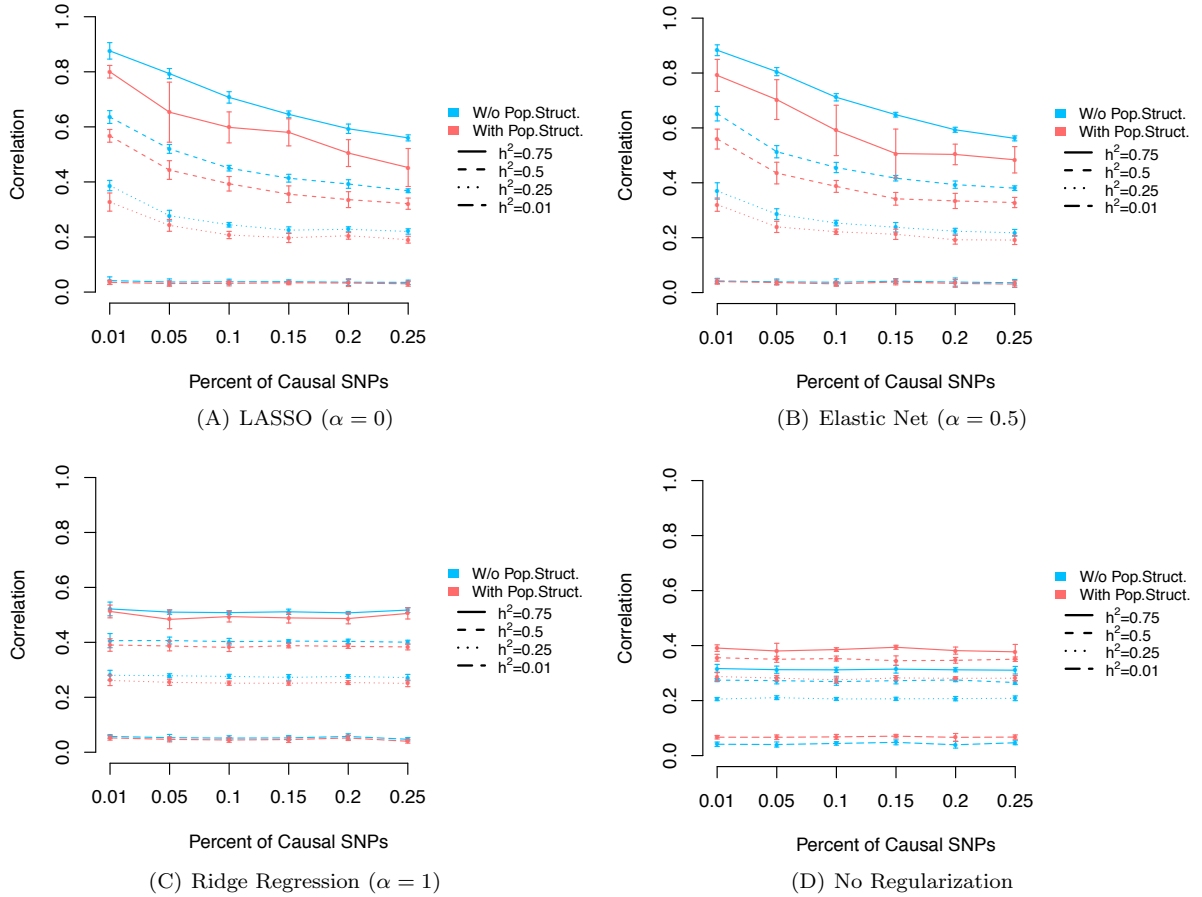 1.0
0.8
0.6
0.4
0.2
0.0
Correlation
0.01 0.05 0.1 0.15 0.2 0.25
Percent of Causal SNPs
W/o Pop.Struct.
With Pop.Struct.
h²=0.75
h²=0.5
h²=0.25
h²=0.01
(A) LASSO (α = 0)
1.0
0.8
0.6
0.4
0.2
0.0
Correlation
0.01 0.05 0.1 0.15 0.2 0.25
Percent of Causal SNPs
W/o Pop.Struct.
With Pop.Struct.
h²=0.75
h²=0.5
h²=0.25
h²=0.01
(B) Elastic Net (α = 0.5)
1.0
0.8
0.6
0.4
0.2
0.0
Correlation
0.01 0.05 0.1 0.15 0.2 0.25
Percent of Causal SNPs
W/o Pop.Struct.
With Pop.Struct.
h²=0.75
h²=0.5
h²=0.25
h²=0.01
(C) Ridge Regression (α = 1)
1.0
0.8
0.6
0.4
0.2
0.0
Correlation
0.01 0.05 0.1 0.15 0.2 0.25
Percent of Causal SNPs
W/o Pop.Struct.
With Pop.Struct.
h²=0.75
h²=0.5
h²=0.25
h²=0.01
(D) No Regularization